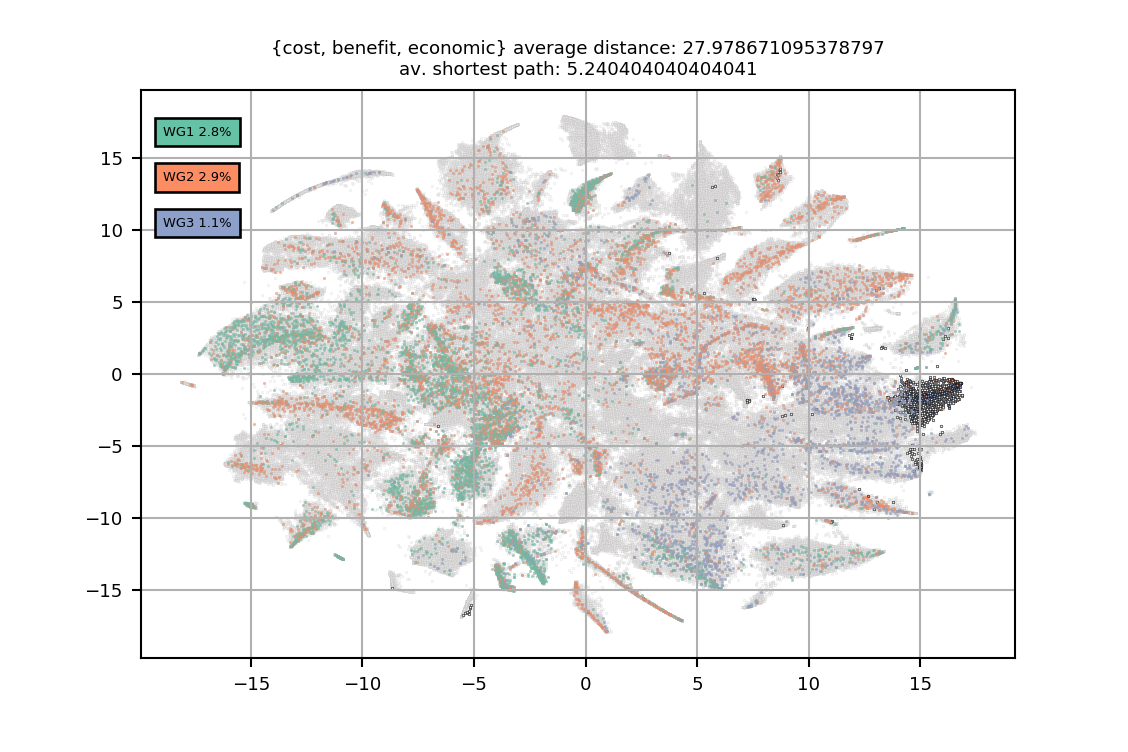 {cost, benefit, economic} average distance: 27.978671095378797
av. shortest path: 5.240404040404041
WG1 2.8%
WG2 2.9%
WG3 1.1%
15
10
5
0
−5
−10
−15
−15 −10 −5 0 5 10 15